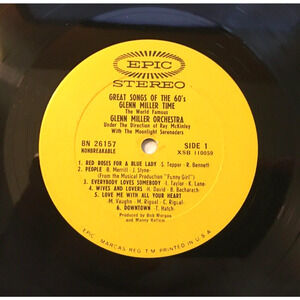 EPIC
STEREO
GREAT SONGS OF THE 60's
GLENN MILLER TIME
The World Famous
GLENN MILLER ORCHESTRA
Under The Direction of Ray McKinley
With The Moonlight Serenaders
BN 26157
NONBREAKABLE
SIDE 1
XSB 110059
1 - RED ROSES FOR A BLUE LADY S. Tepper - R. Bennett
2 - PEOPLE B. Merrill - J. Styne
(From the Musical Production "Funny Girl")
3 - EVERYBODY LOVES SOMEBODY I. Taylor - K. Lane
4 - WIVES AND LOVERS H. David - B. Bacharach
5 - LOVE ME WITH ALL YOUR HEART
M. Vaughn - M. Rigual - C. Rigual
6 - DOWNTOWN T. Hatch
Produced by Bob Morgan
and Manny Kellem
EPIC MARCAS REG. T M PRINTED IN U.S.A.